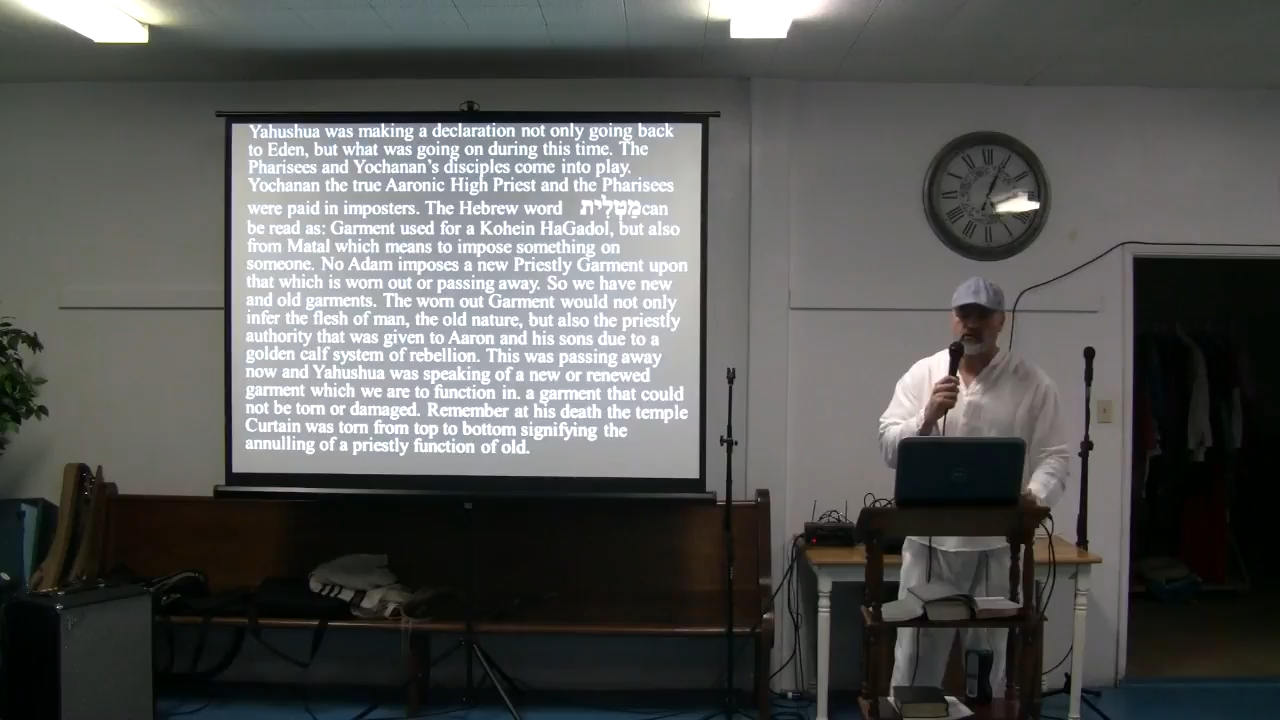 Yahushua was making a declaration not only going back
to Eden, but what was going on during this time. The
Pharisees and Yochanan's disciples come into play.
Yochanan the true Aaronic High Priest and the Pharisees
were paid in imposters. The Hebrew word מַטְלִית can
be read as: Garment used for a Kohein HaGadol, but also
from Matal which means to impose something on
someone. No Adam imposes a new Priestly Garment upon
that which is worn out or passing away. So we have new
and old garments. The worn out Garment would not only
infer the flesh of man, the old nature, but also the priestly
authority that was given to Aaron and his sons due to a
golden calf system of rebellion. This was passing away
now and Yahushua was speaking of a new or renewed
garment which we are to function in. a garment that could
not be torn or damaged. Remember at his death the temple
Curtain was torn from top to bottom signifying the
annulling of a priestly function of old.